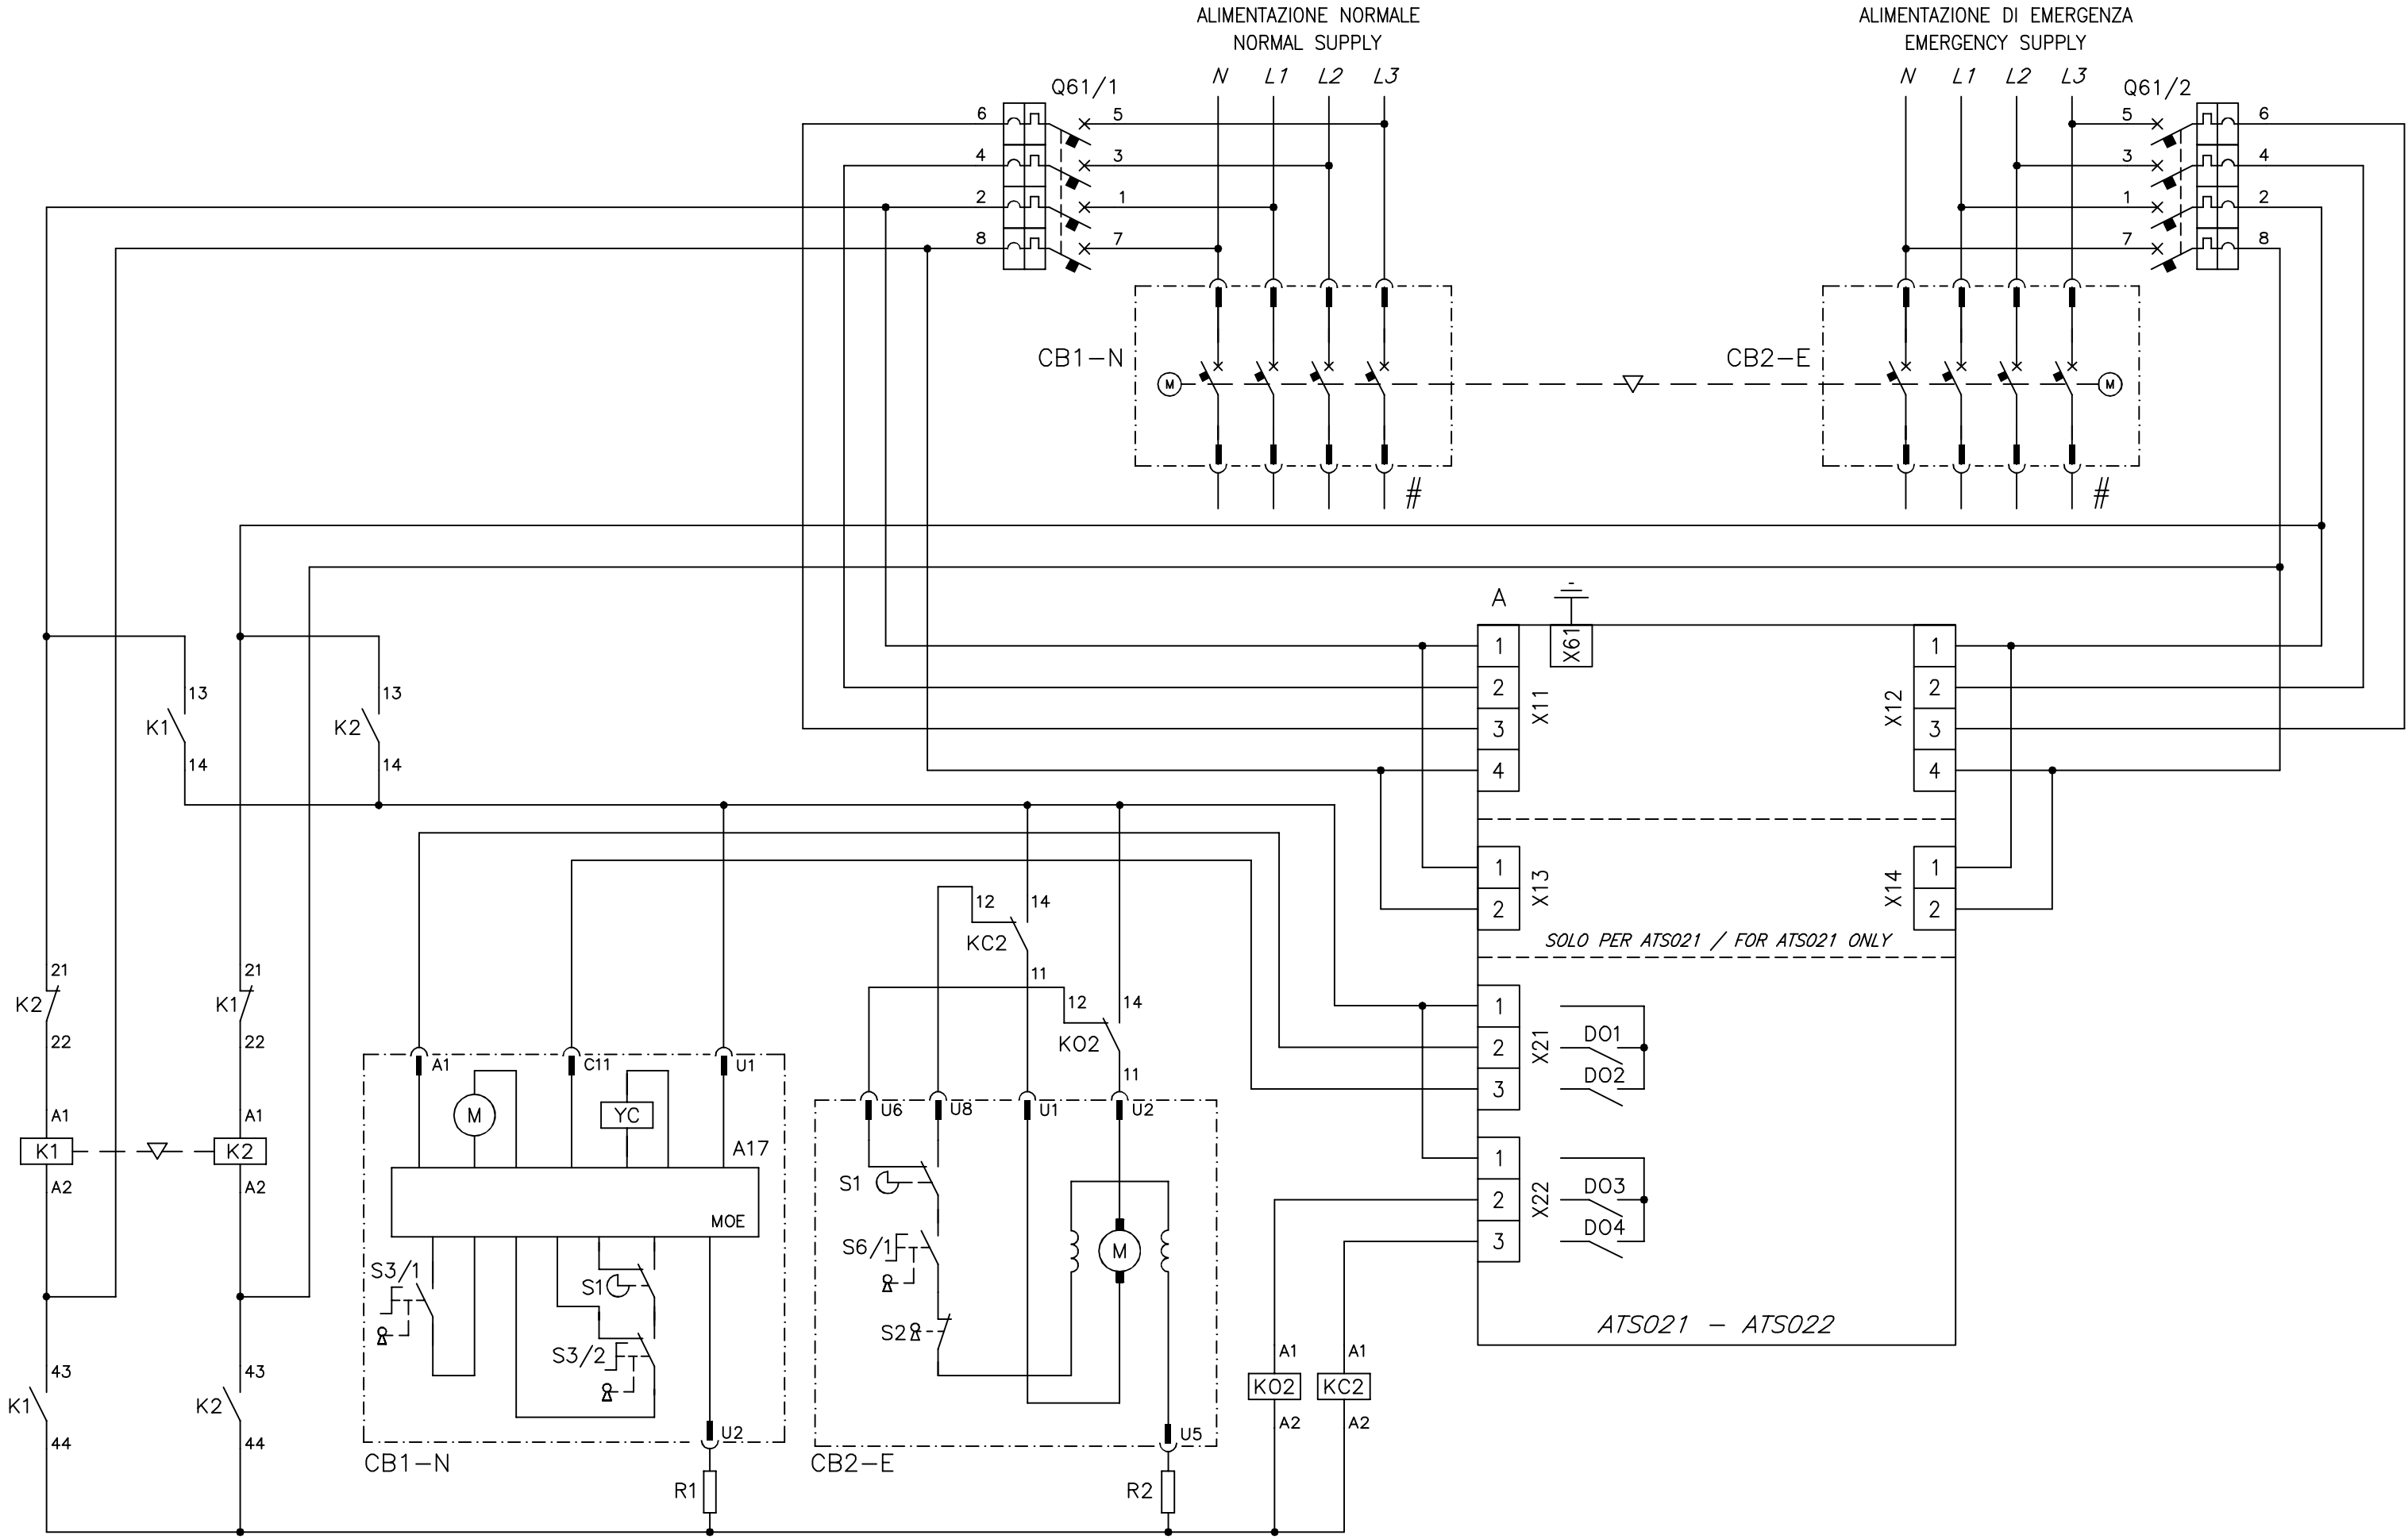 ALIMENTAZIONE NORMALE
NORMAL SUPPLY
ALIMENTAZIONE DI EMERGENZA
EMERGENCY SUPPLY
N L1 L2 L3
N L1 L2 L3
Q61/1
Q61/2
6 5
4 3
2 1
8 7
5 6
3 4
1 2
7 8
CB1-N
M
#
CB2-E
M
#
A
X61
1
2
3
4
X11
1
2
3
4
X12
1
2
X13
1
2
X14
SOLO PER ATS021 / FOR ATS021 ONLY
1
2
3
X21
DO1
DO2
1
2
3
X22
DO3
DO4
ATS021 - ATS022
13
K1
14
13
K2
14
21
K2
22
21
K1
22
A1
K1
A2
A1
K2
A2
43
K1
44
43
K2
44
A1
C11
U1
M
YC
A17
MOE
S3/1
S1
S3/2
U2
CB1-N
R1
12 14
KC2
11
12 14
KO2
11
U6
U8
U1
U2
S1
S6/1
S2
M
U5
CB2-E
R2
A1
KO2
A2
A1
KC2
A2